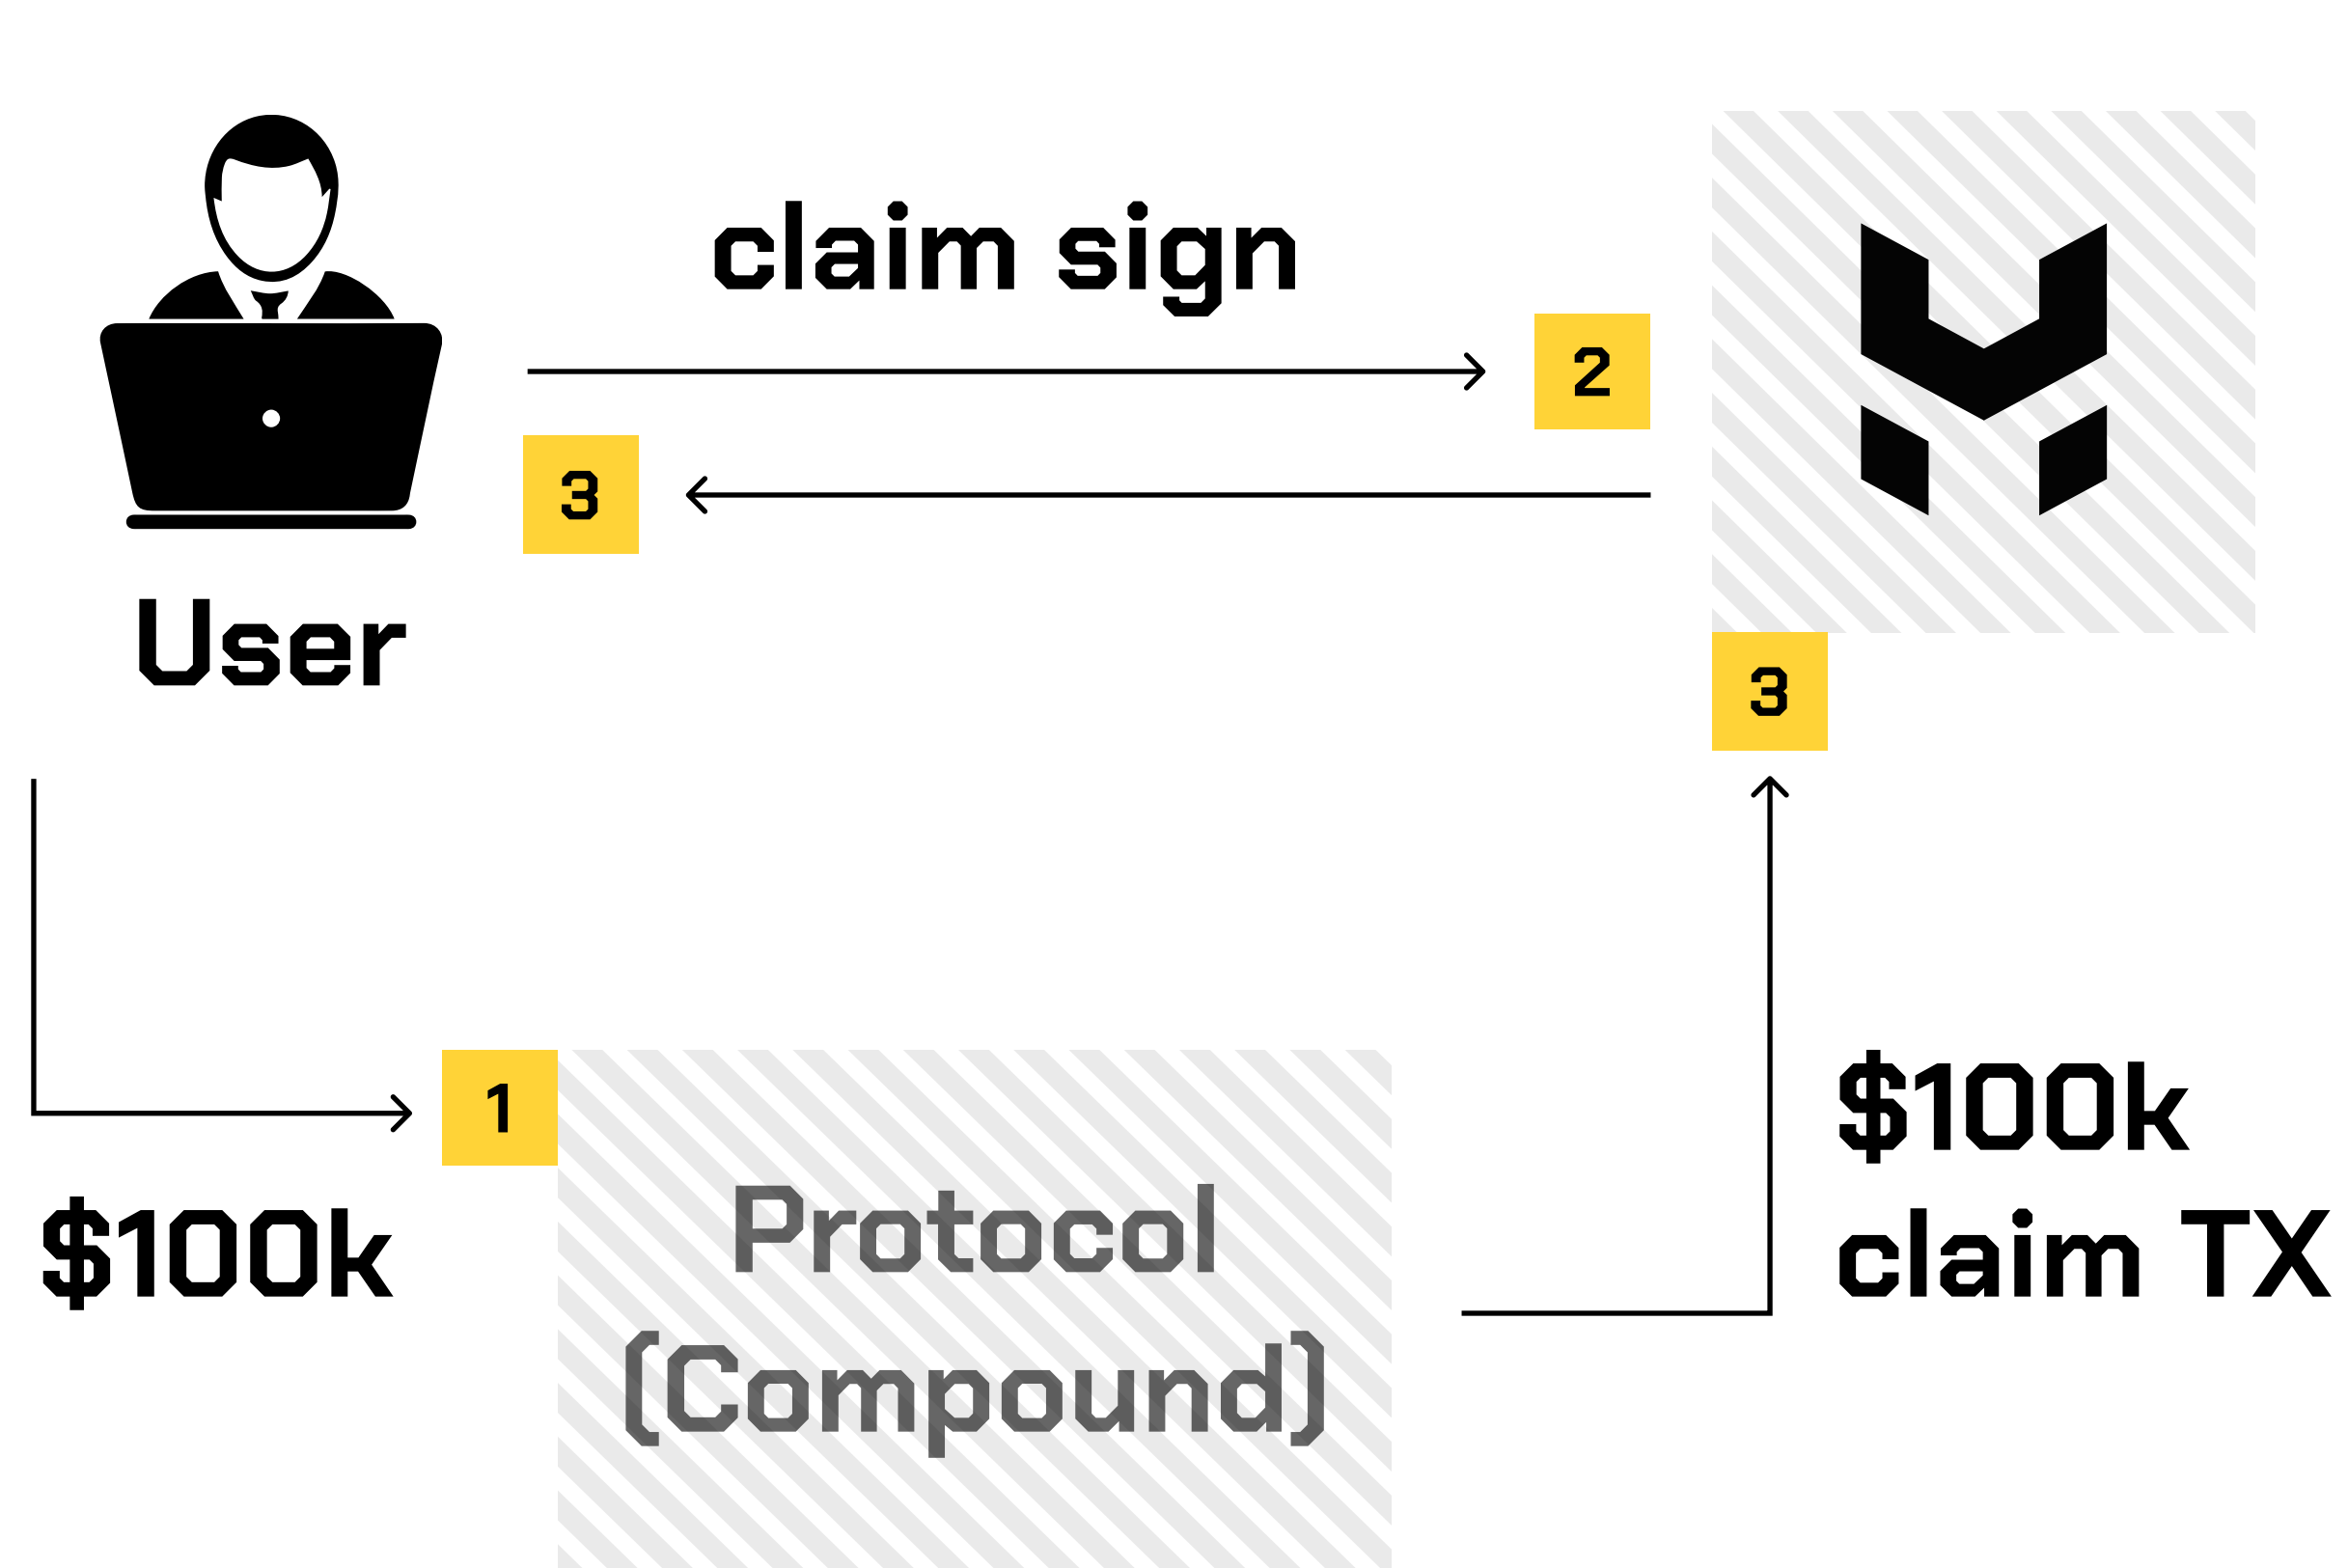 claim sign
2
3
User
3
1
$100k
Protocol
(Compound)
$100k
claim TX